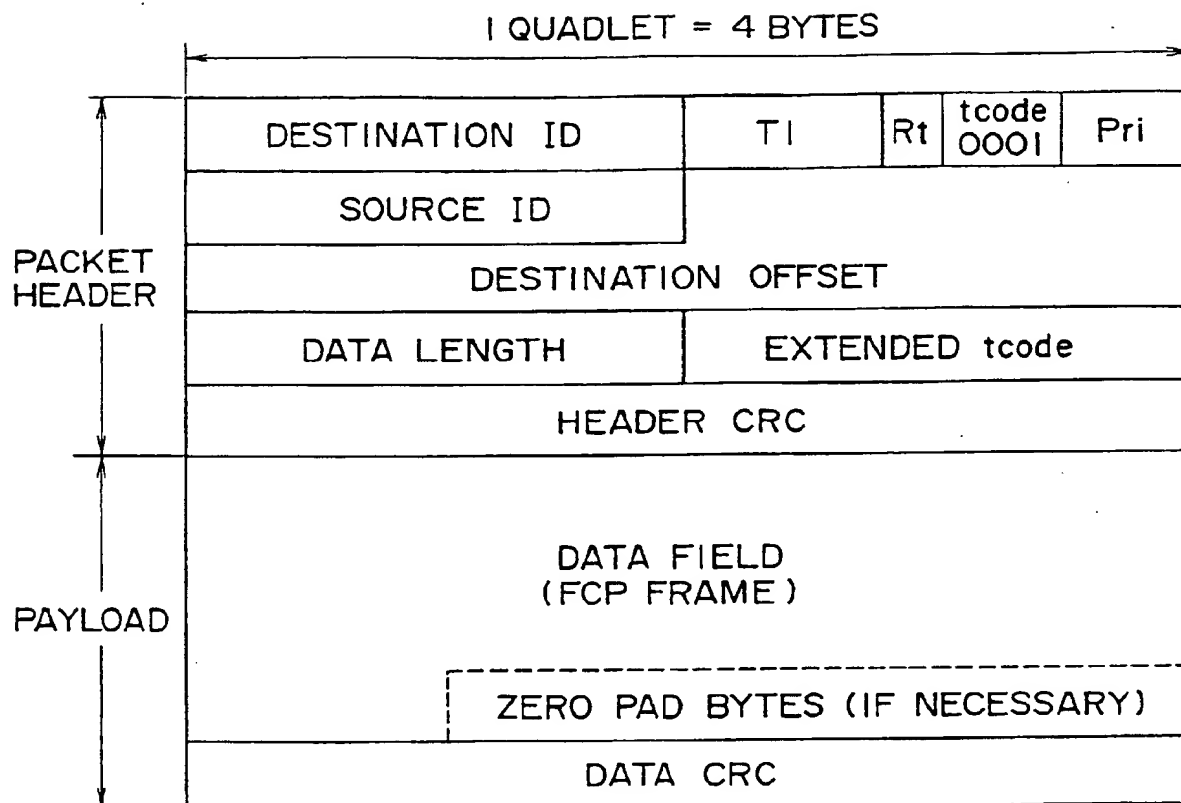 1 QUADLET = 4 BYTES
DESTINATION ID
T1
Rt
tcode
0001
Pri
SOURCE ID
PACKET
HEADER
DESTINATION OFFSET
DATA LENGTH
EXTENDED tcode
HEADER CRC
DATA FIELD
(FCP FRAME)
PAYLOAD
ZERO PAD BYTES (IF NECESSARY)
DATA CRC